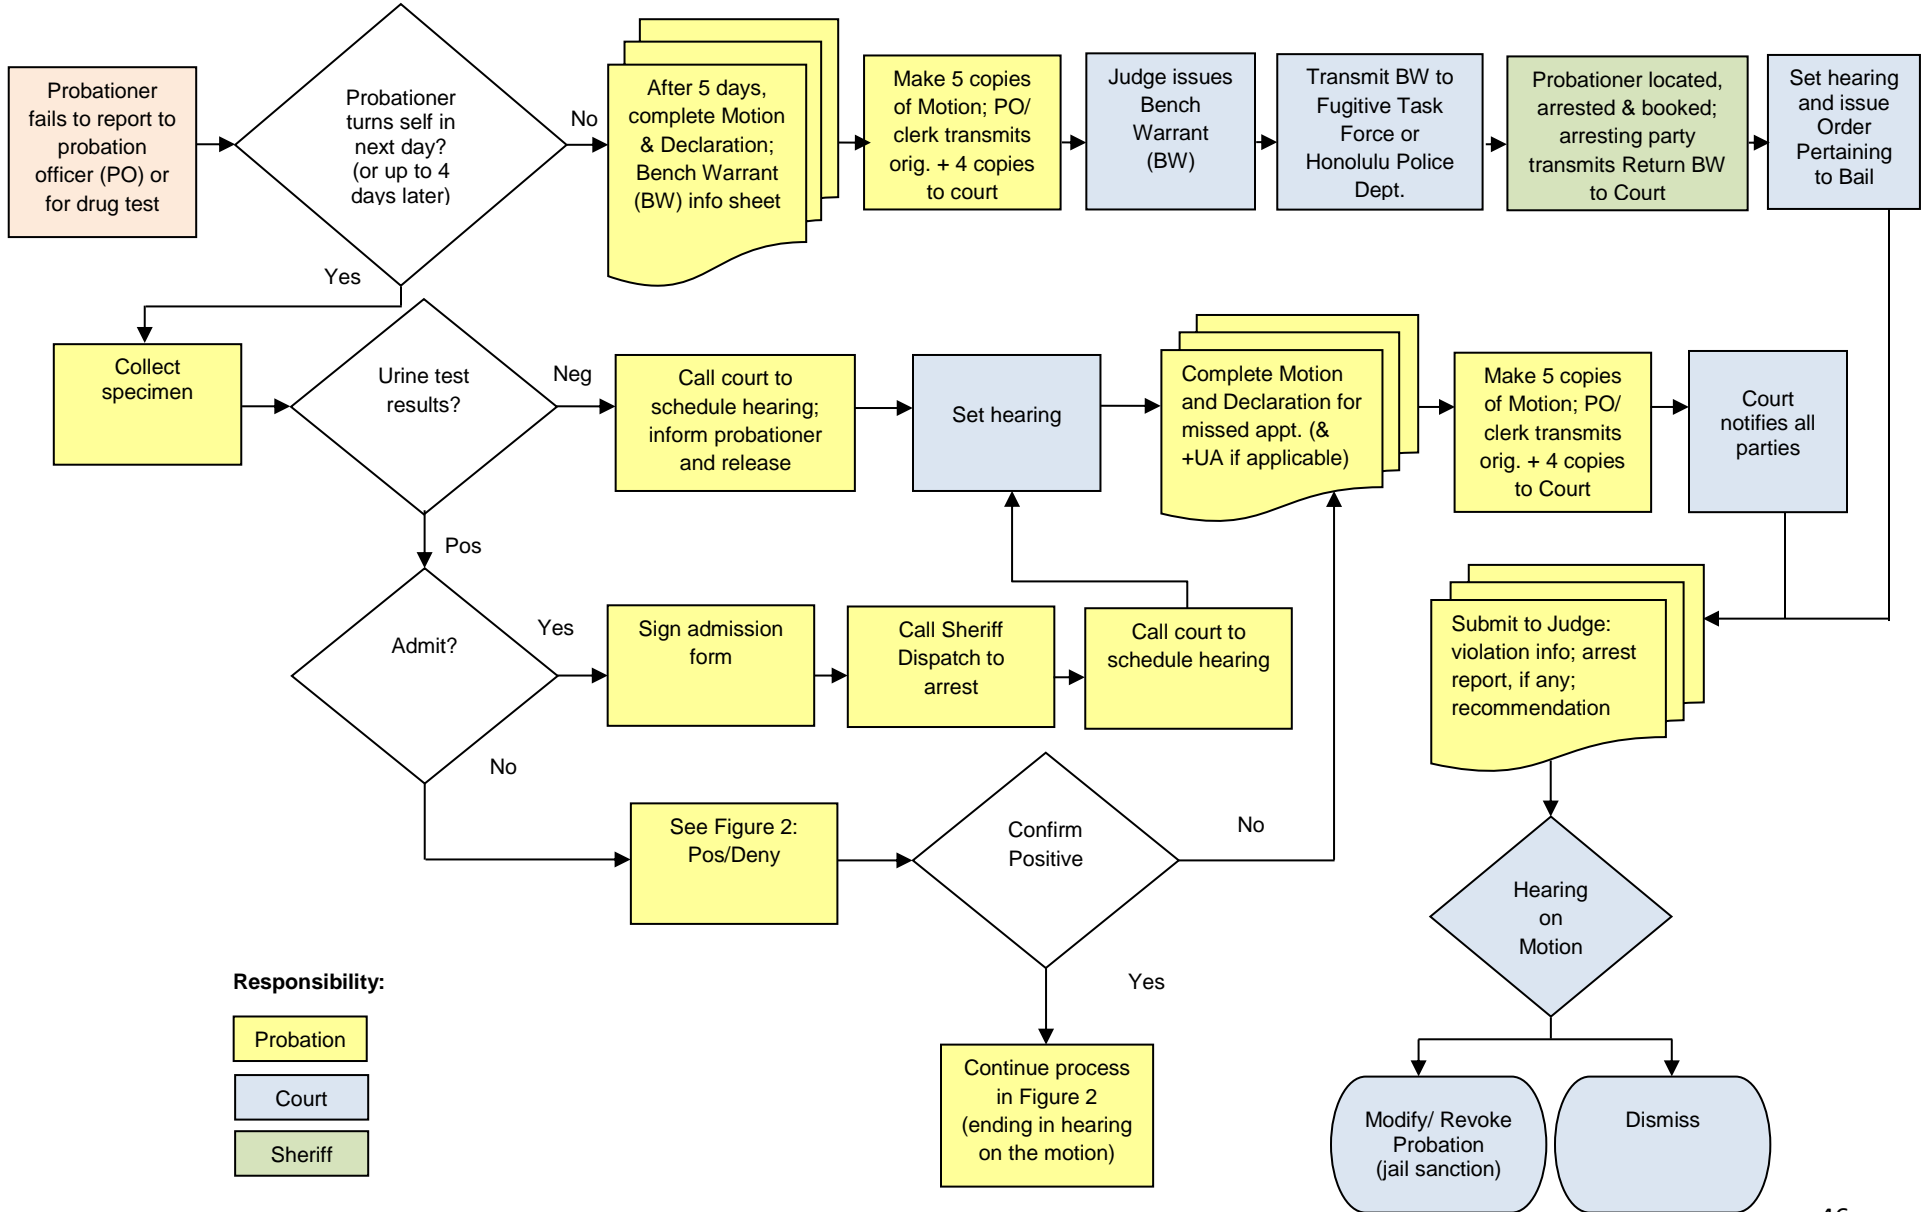 Probationer
fails to report to
probation
officer (PO) or
for drug test
Probationer
turns self in
next day?
(or up to 4
days later)
No
After 5 days,
complete Motion
& Declaration;
Bench Warrant
(BW) info sheet
Make 5 copies
of Motion; PO/
clerk transmits
orig. + 4 copies
to court
Judge issues
Bench
Warrant
(BW)
Transmit BW to
Fugitive Task
Force or
Honolulu Police
Dept.
Probationer located,
arrested & booked;
arresting party
transmits Return BW
to Court
Set hearing
and issue
Order
Pertaining
to Bail
Yes
Collect
specimen
Urine test
results?
Neg
Call court to
schedule hearing;
inform probationer
and release
Set hearing
Complete Motion
and Declaration for
missed appt. (&
+UA if applicable)
Make 5 copies
of Motion; PO/
clerk transmits
orig. + 4 copies
to Court
Court
notifies all
parties
Pos
Admit?
Yes
Sign admission
form
Call Sheriff
Dispatch to
arrest
Call court to
schedule hearing
Submit to Judge:
violation info; arrest
report, if any;
recommendation
No
See Figure 2:
Pos/Deny
Confirm
Positive
No
Hearing
on
Motion
Yes
Continue process
in Figure 2
(ending in hearing
on the motion)
Modify/ Revoke
Probation
(jail sanction)
Dismiss
Responsibility:
Probation
Court
Sheriff